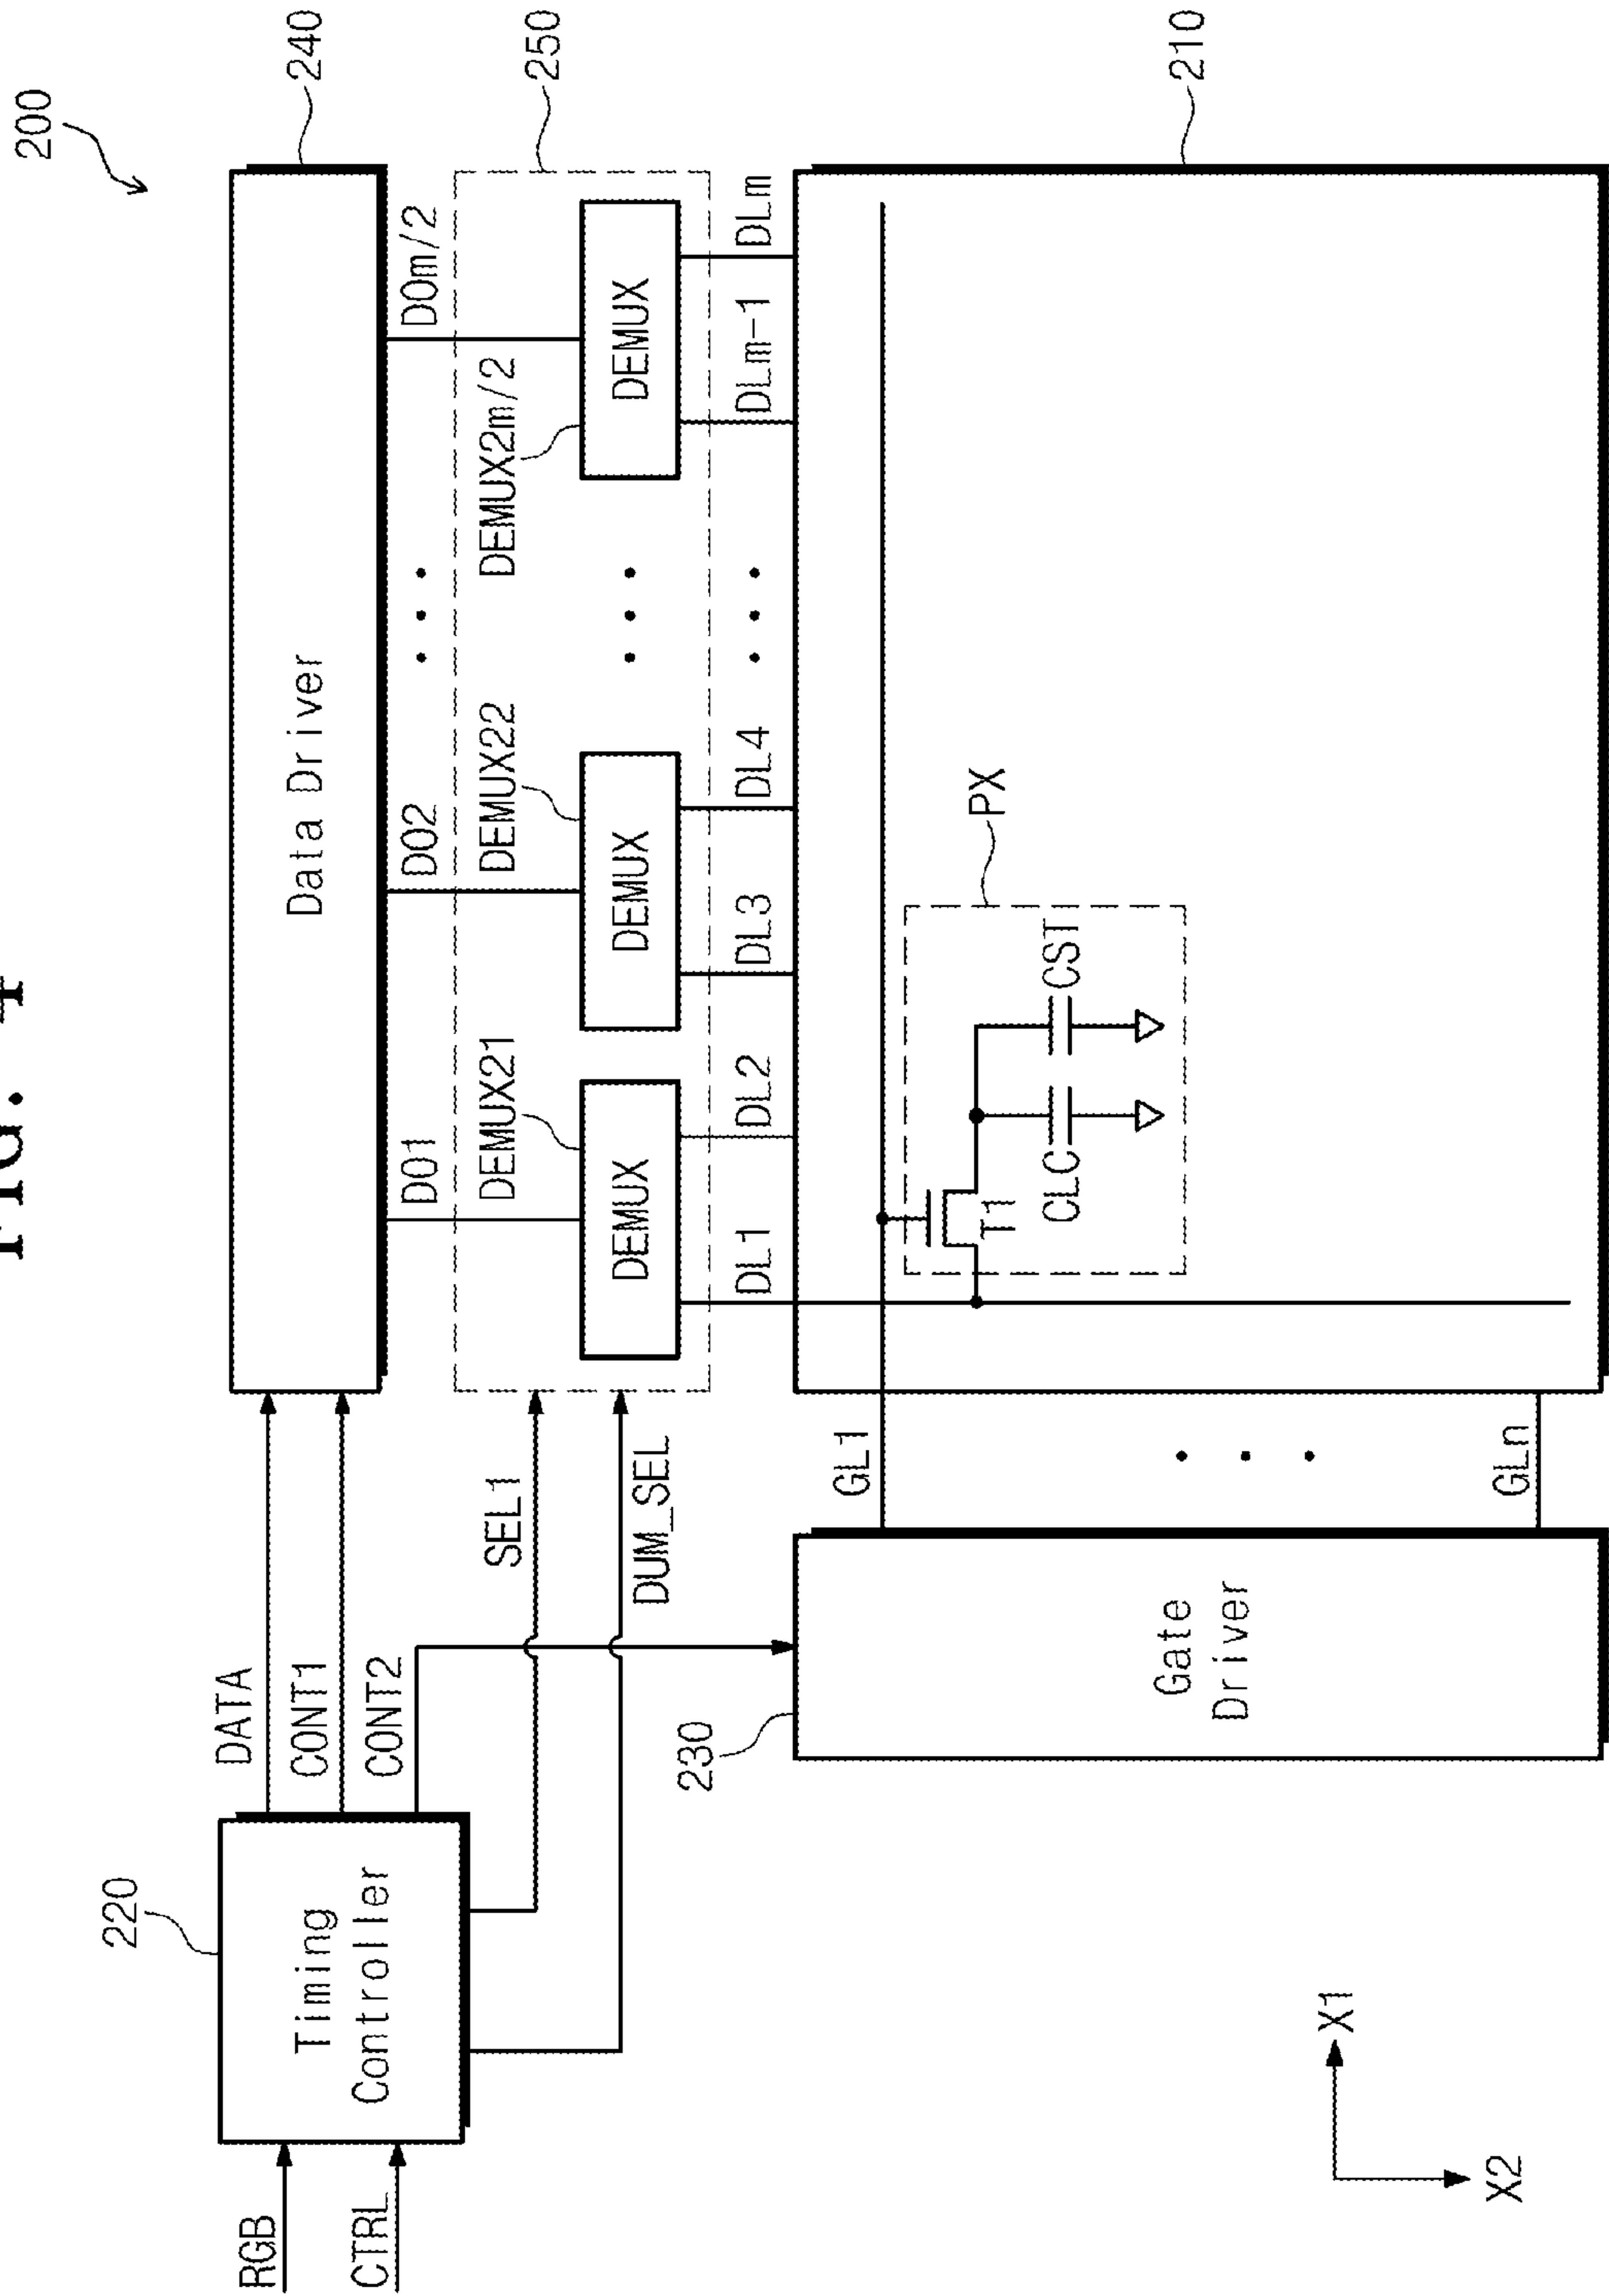 FIG. 4
200
RGB
CTRL
220
Timing
Controller
DATA
CONT1
CONT2
SEL1
DUM_SEL
Data Driver
240
DO1
DO2
DOm/2
250
DEMUX21
DEMUX22
DEMUX2m/2
DEMUX
DEMUX
DEMUX
DL1
DL2
DL3
DL4
DLm-1
DLm
230
Gate
Driver
GL1
GLn
210
PX
T1
CLC
CST
X1
X2